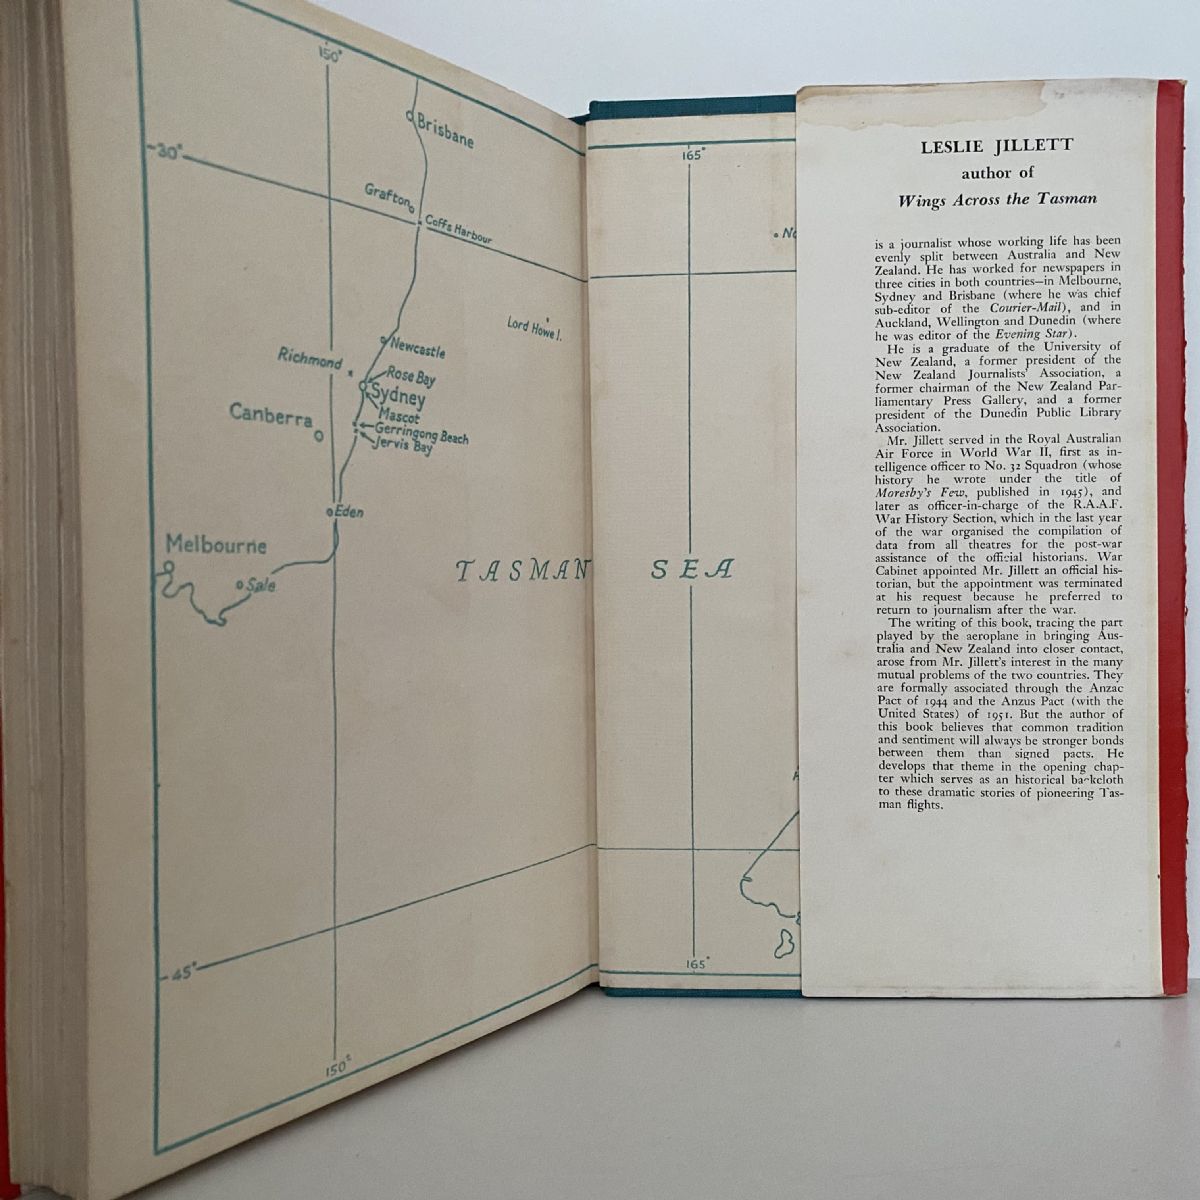 150°
Brisbane
30°
Grafton
Coffs Harbour
Lord Howe I.
Newcastle
Richmond
Rose Bay
Sydney
Mascot
Canberra
Gerringong Beach
Jervis Bay
Eden
Melbourne
Sale
TASMAN SEA
45°
150°
165°
165°
LESLIE JILLETT
author of
Wings Across the Tasman
is a journalist whose working life has been
evenly split between Australia and New
Zealand. He has worked for newspapers in
three cities in both countries—in Melbourne,
Sydney and Brisbane (where he was chief
sub-editor of the Courier-Mail), and in
Auckland, Wellington and Dunedin (where
he was editor of the Evening Star).
He is a graduate of the University of
New Zealand, a former president of the
New Zealand Journalists' Association, a
former chairman of the New Zealand Par-
liamentary Press Gallery, and a former
president of the Dunedin Public Library
Association.
Mr. Jillett served in the Royal Australian
Air Force in World War II, first as in-
telligence officer to No. 32 Squadron (whose
history he wrote under the title of
Moresby's Few, published in 1945), and
later as officer-in-charge of the R.A.A.F.
War History Section, which in the last year
of the war organised the compilation of
data from all theatres for the post-war
assistance of the official historians. War
Cabinet appointed Mr. Jillett an official his-
torian, but the appointment was terminated
at his request because he preferred to
return to journalism after the war.
The writing of this book, tracing the part
played by the aeroplane in bringing Aus-
tralia and New Zealand into closer contact,
arose from Mr. Jillett's interest in the many
mutual problems of the two countries. They
are formally associated through the Anzac
Pact of 1944 and the Anzus Pact (with the
United States) of 1951. But the author of
this book believes that common tradition
and sentiment will always be stronger bonds
between them than signed pacts. He
develops that theme in the opening chap-
ter which serves as an historical backcloth
to these dramatic stories of pioneering Tas-
man flights.